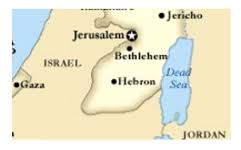 Jericho
Jerusalem
Bethlehem
ISRAEL
Hebron
Dead
Sea
Gaza
JORDAN